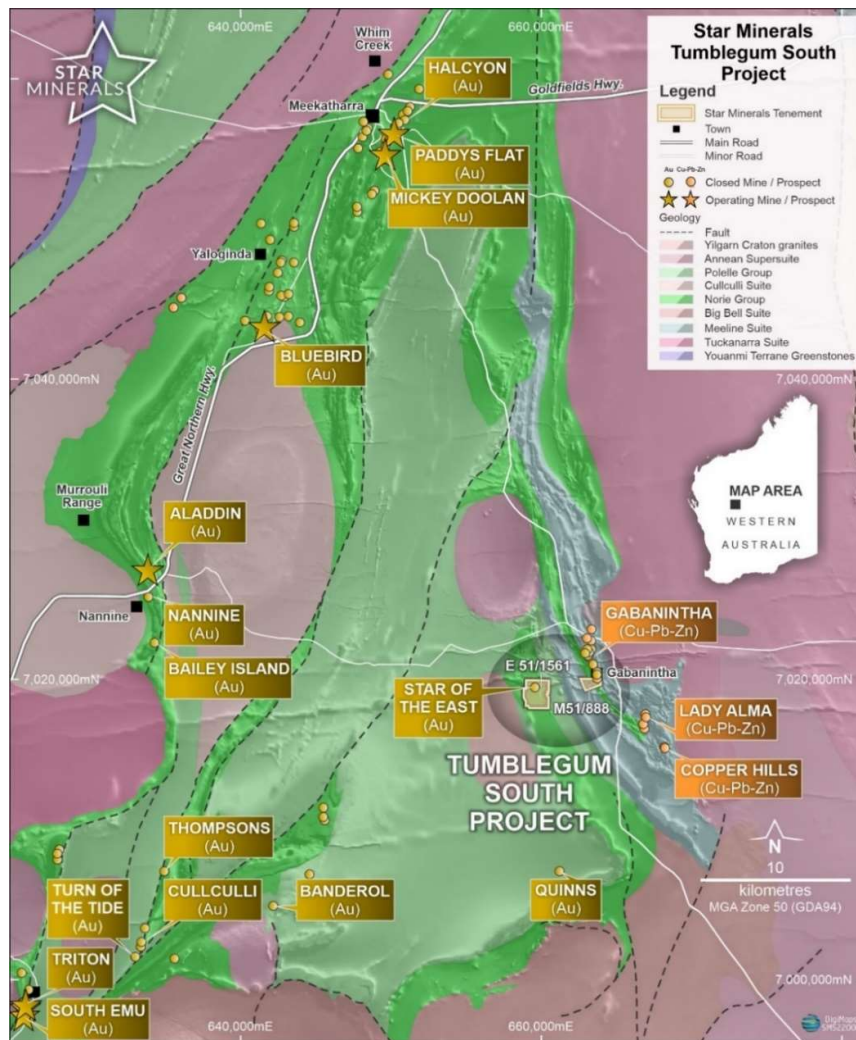 640,000mE
660,000mE
STAR
MINERALS
Whim
Creek
HALCYON
(Au)
Goldfields Hwy.
Meekatharra
PADDYS FLAT
(Au)
MICKEY DOOLAN
(Au)
Star Minerals
Tumblegum South
Project
Legend
Star Minerals Tenement
Town
Main Road
Minor Road
Au Cu-Pb-Zn
Closed Mine / Prospect
Operating Mine / Prospect
Geology
Fault
Yilgarn Craton granites
Annean Supersuite
Polelle Group
Cullculli Suite
Norie Group
Big Bell Suite
Meeline Suite
Tuckanarra Suite
Youanmi Terrane Greenstones
Yaloginda
BLUEBIRD
(Au)
7,040,000mN
7,040,000mN
Great Northern Hwy.
Murrouli
Range
ALADDIN
(Au)
MAP AREA
WESTERN
AUSTRALIA
Nannine
NANNINE
(Au)
BAILEY ISLAND
(Au)
GABANINTHA
(Cu-Pb-Zn)
7,020,000mN
E 51/1561
Gabanintha
7,020,000mN
STAR OF
THE EAST
(Au)
M51/888
LADY ALMA
(Cu-Pb-Zn)
TUMBLEGUM
SOUTH
PROJECT
COPPER HILLS
(Cu-Pb-Zn)
THOMPSONS
(Au)
TURN OF
THE TIDE
(Au)
CULLCULLI
(Au)
BANDEROL
(Au)
QUINNS
(Au)
N
10
kilometres
MGA Zone 50 (GDA94)
TRITON
(Au)
SOUTH EMU
(Au)
7,000,000mN
640,000mE
660,000mE
DigiMaps